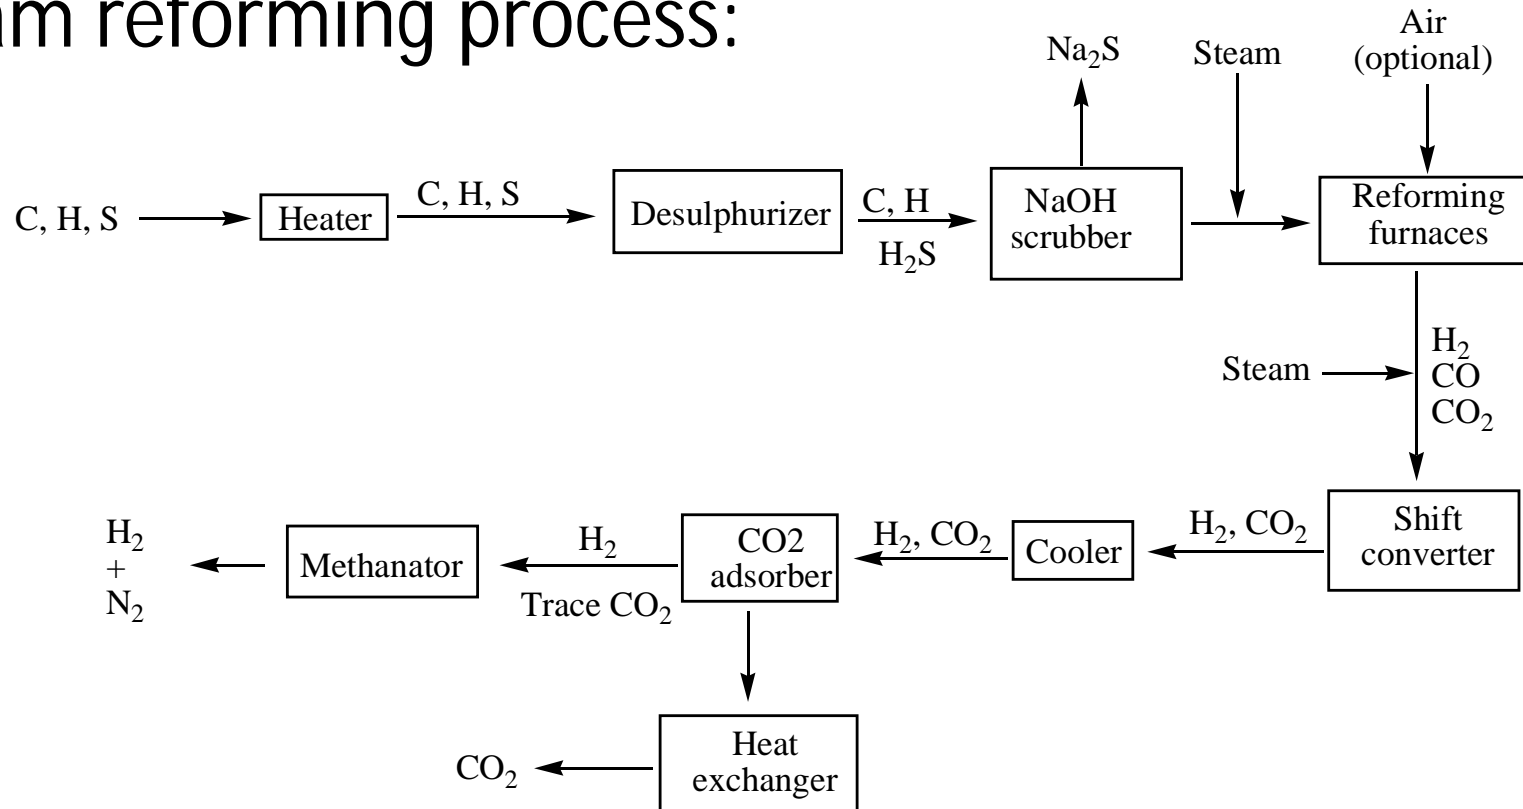 reforming process:
Air
(optional)
Na₂S
Steam
C, H, S
Heater
C, H, S
Desulphurizer
C, H
H₂S
NaOH
scrubber
Reforming
furnaces
Steam
H₂
CO
CO₂
Shift
converter
H₂, CO₂
Cooler
H₂, CO₂
CO2
adsorber
H₂
Trace CO₂
Methanator
H₂
+
N₂
Heat
exchanger
CO₂